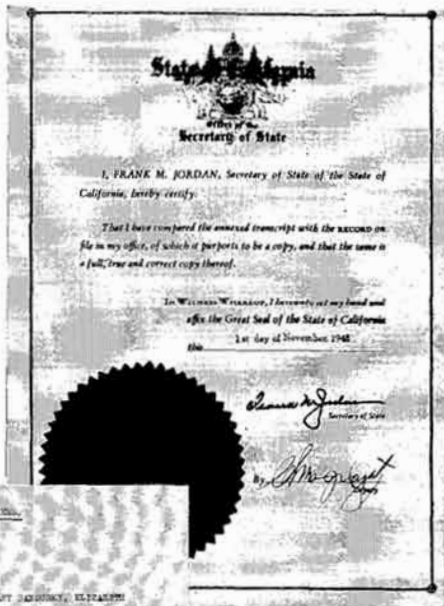 State of California
Office of the
Secretary of State
I, FRANK M. JORDAN, Secretary of State of the State of
California, hereby certify:
That I have compared the annexed transcript with the RECORD on
file in my office, of which it purports to be a copy, and that the same is
a full, true and correct copy thereof.
In WITNESS WHEREOF, I hereunto set my hand and
affix the Great Seal of the State of California
this 1st day of November 1948
Frank M Jordan
Secretary of State
By
Deputy
ELIZABETH